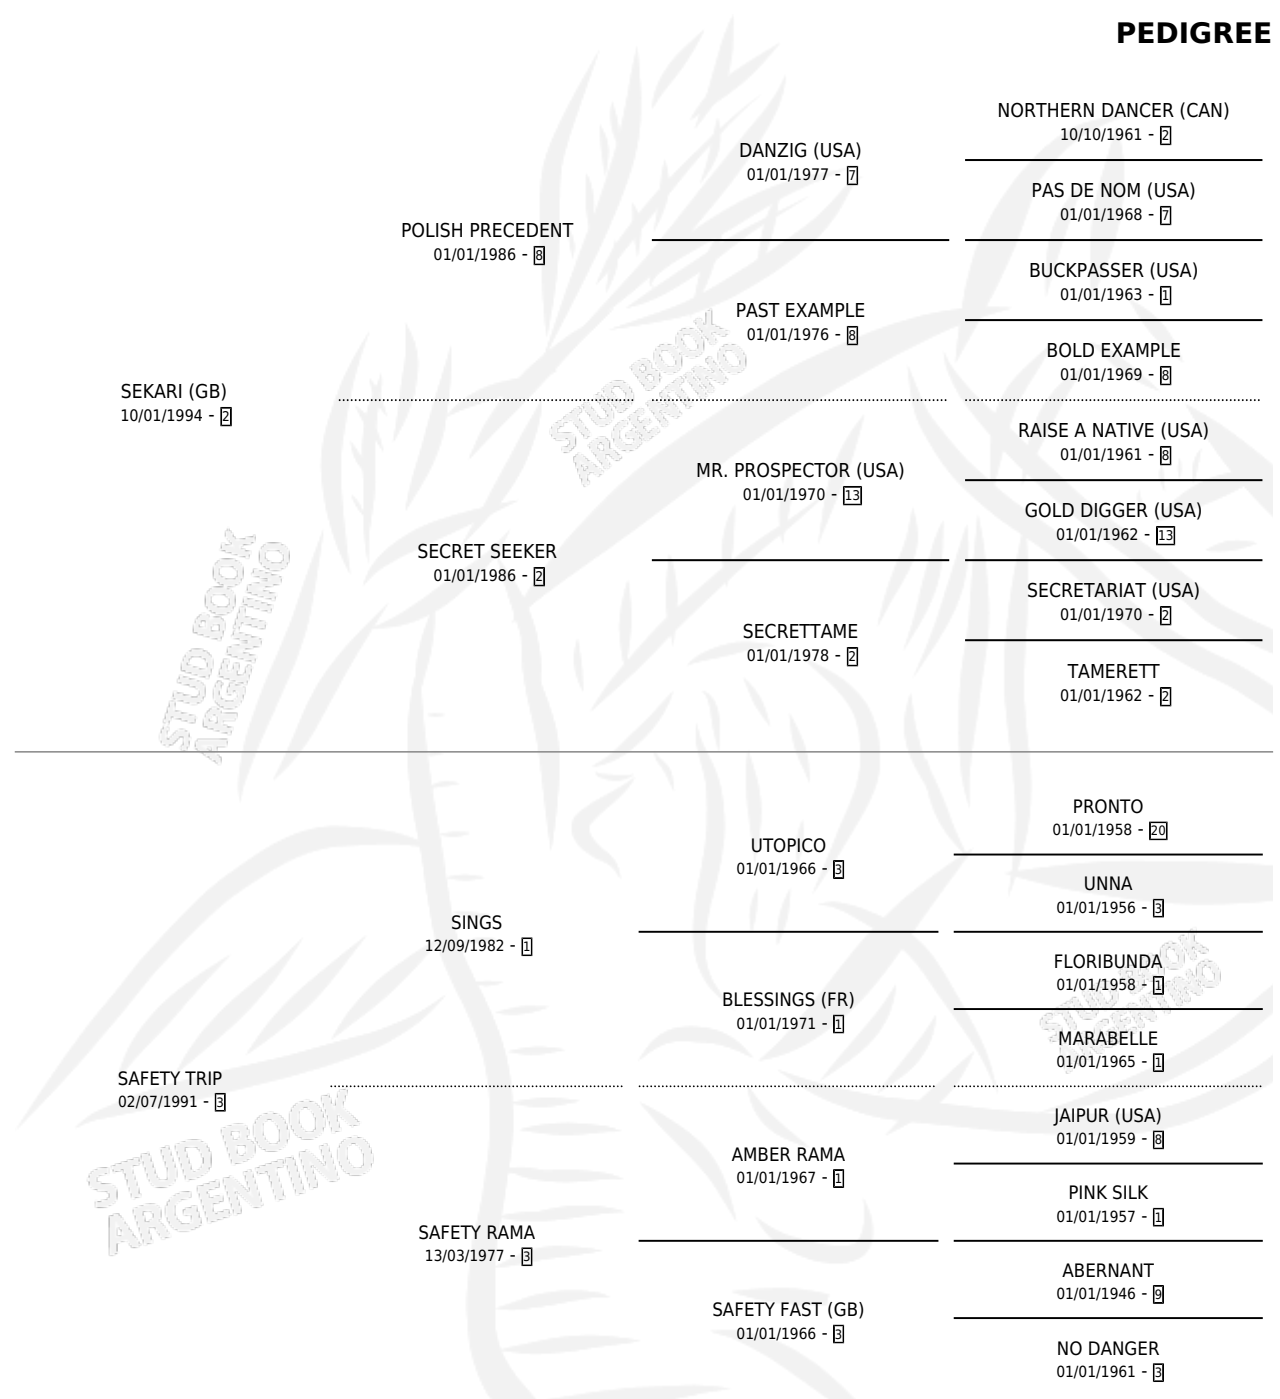 PEDIGREE
NORTHERN DANCER (CAN)
10/10/1961 - 2
DANZIG (USA)
01/01/1977 - 7
PAS DE NOM (USA)
01/01/1968 - 7
POLISH PRECEDENT
01/01/1986 - 8
BUCKPASSER (USA)
01/01/1963 - 1
PAST EXAMPLE
01/01/1976 - 8
BOLD EXAMPLE
01/01/1969 - 8
SEKARI (GB)
10/01/1994 - 2
RAISE A NATIVE (USA)
01/01/1961 - 8
MR. PROSPECTOR (USA)
01/01/1970 - 13
GOLD DIGGER (USA)
01/01/1962 - 13
SECRET SEEKER
01/01/1986 - 2
SECRETARIAT (USA)
01/01/1970 - 2
SECRETTAME
01/01/1978 - 2
TAMERETT
01/01/1962 - 2
PRONTO
01/01/1958 - 20
UTOPICO
01/01/1966 - 3
UNNA
01/01/1956 - 3
SINGS
12/09/1982 - 1
FLORIBUNDA
01/01/1958 - 1
BLESSINGS (FR)
01/01/1971 - 1
MARABELLE
01/01/1965 - 1
SAFETY TRIP
02/07/1991 - 3
JAIPUR (USA)
01/01/1959 - 8
AMBER RAMA
01/01/1967 - 1
PINK SILK
01/01/1957 - 1
SAFETY RAMA
13/03/1977 - 3
ABERNANT
01/01/1946 - 9
SAFETY FAST (GB)
01/01/1966 - 3
NO DANGER
01/01/1961 - 3
STUD BOOK
ARGENTINO
STUD BOOK
ARGENTINO
STUD BOOK
ARGENTINO
STUD BOOK
ARGENTINO